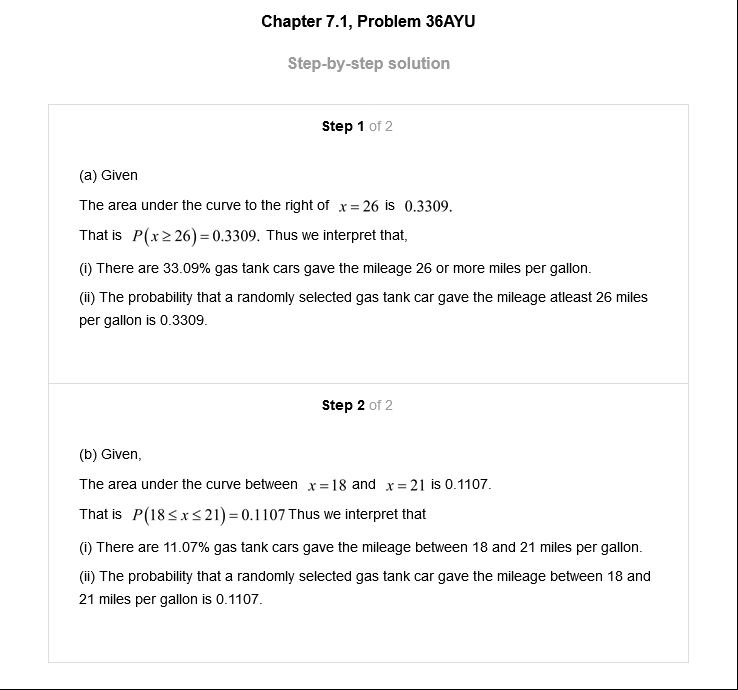 Chapter 7.1, Problem 36AYU
Step-by-step solution
Step 1 of 2
(a) Given
The area under the curve to the right of x = 26 is 0.3309.
That is P(x ≥ 26) = 0.3309. Thus we interpret that,
(i) There are 33.09% gas tank cars gave the mileage 26 or more miles per gallon.
(ii) The probability that a randomly selected gas tank car gave the mileage atleast 26 miles
per gallon is 0.3309.
Step 2 of 2
(b) Given,
The area under the curve between x = 18 and x = 21 is 0.1107.
That is P(18 ≤ x ≤ 21) = 0.1107 Thus we interpret that
(i) There are 11.07% gas tank cars gave the mileage between 18 and 21 miles per gallon.
(ii) The probability that a randomly selected gas tank car gave the mileage between 18 and
21 miles per gallon is 0.1107.